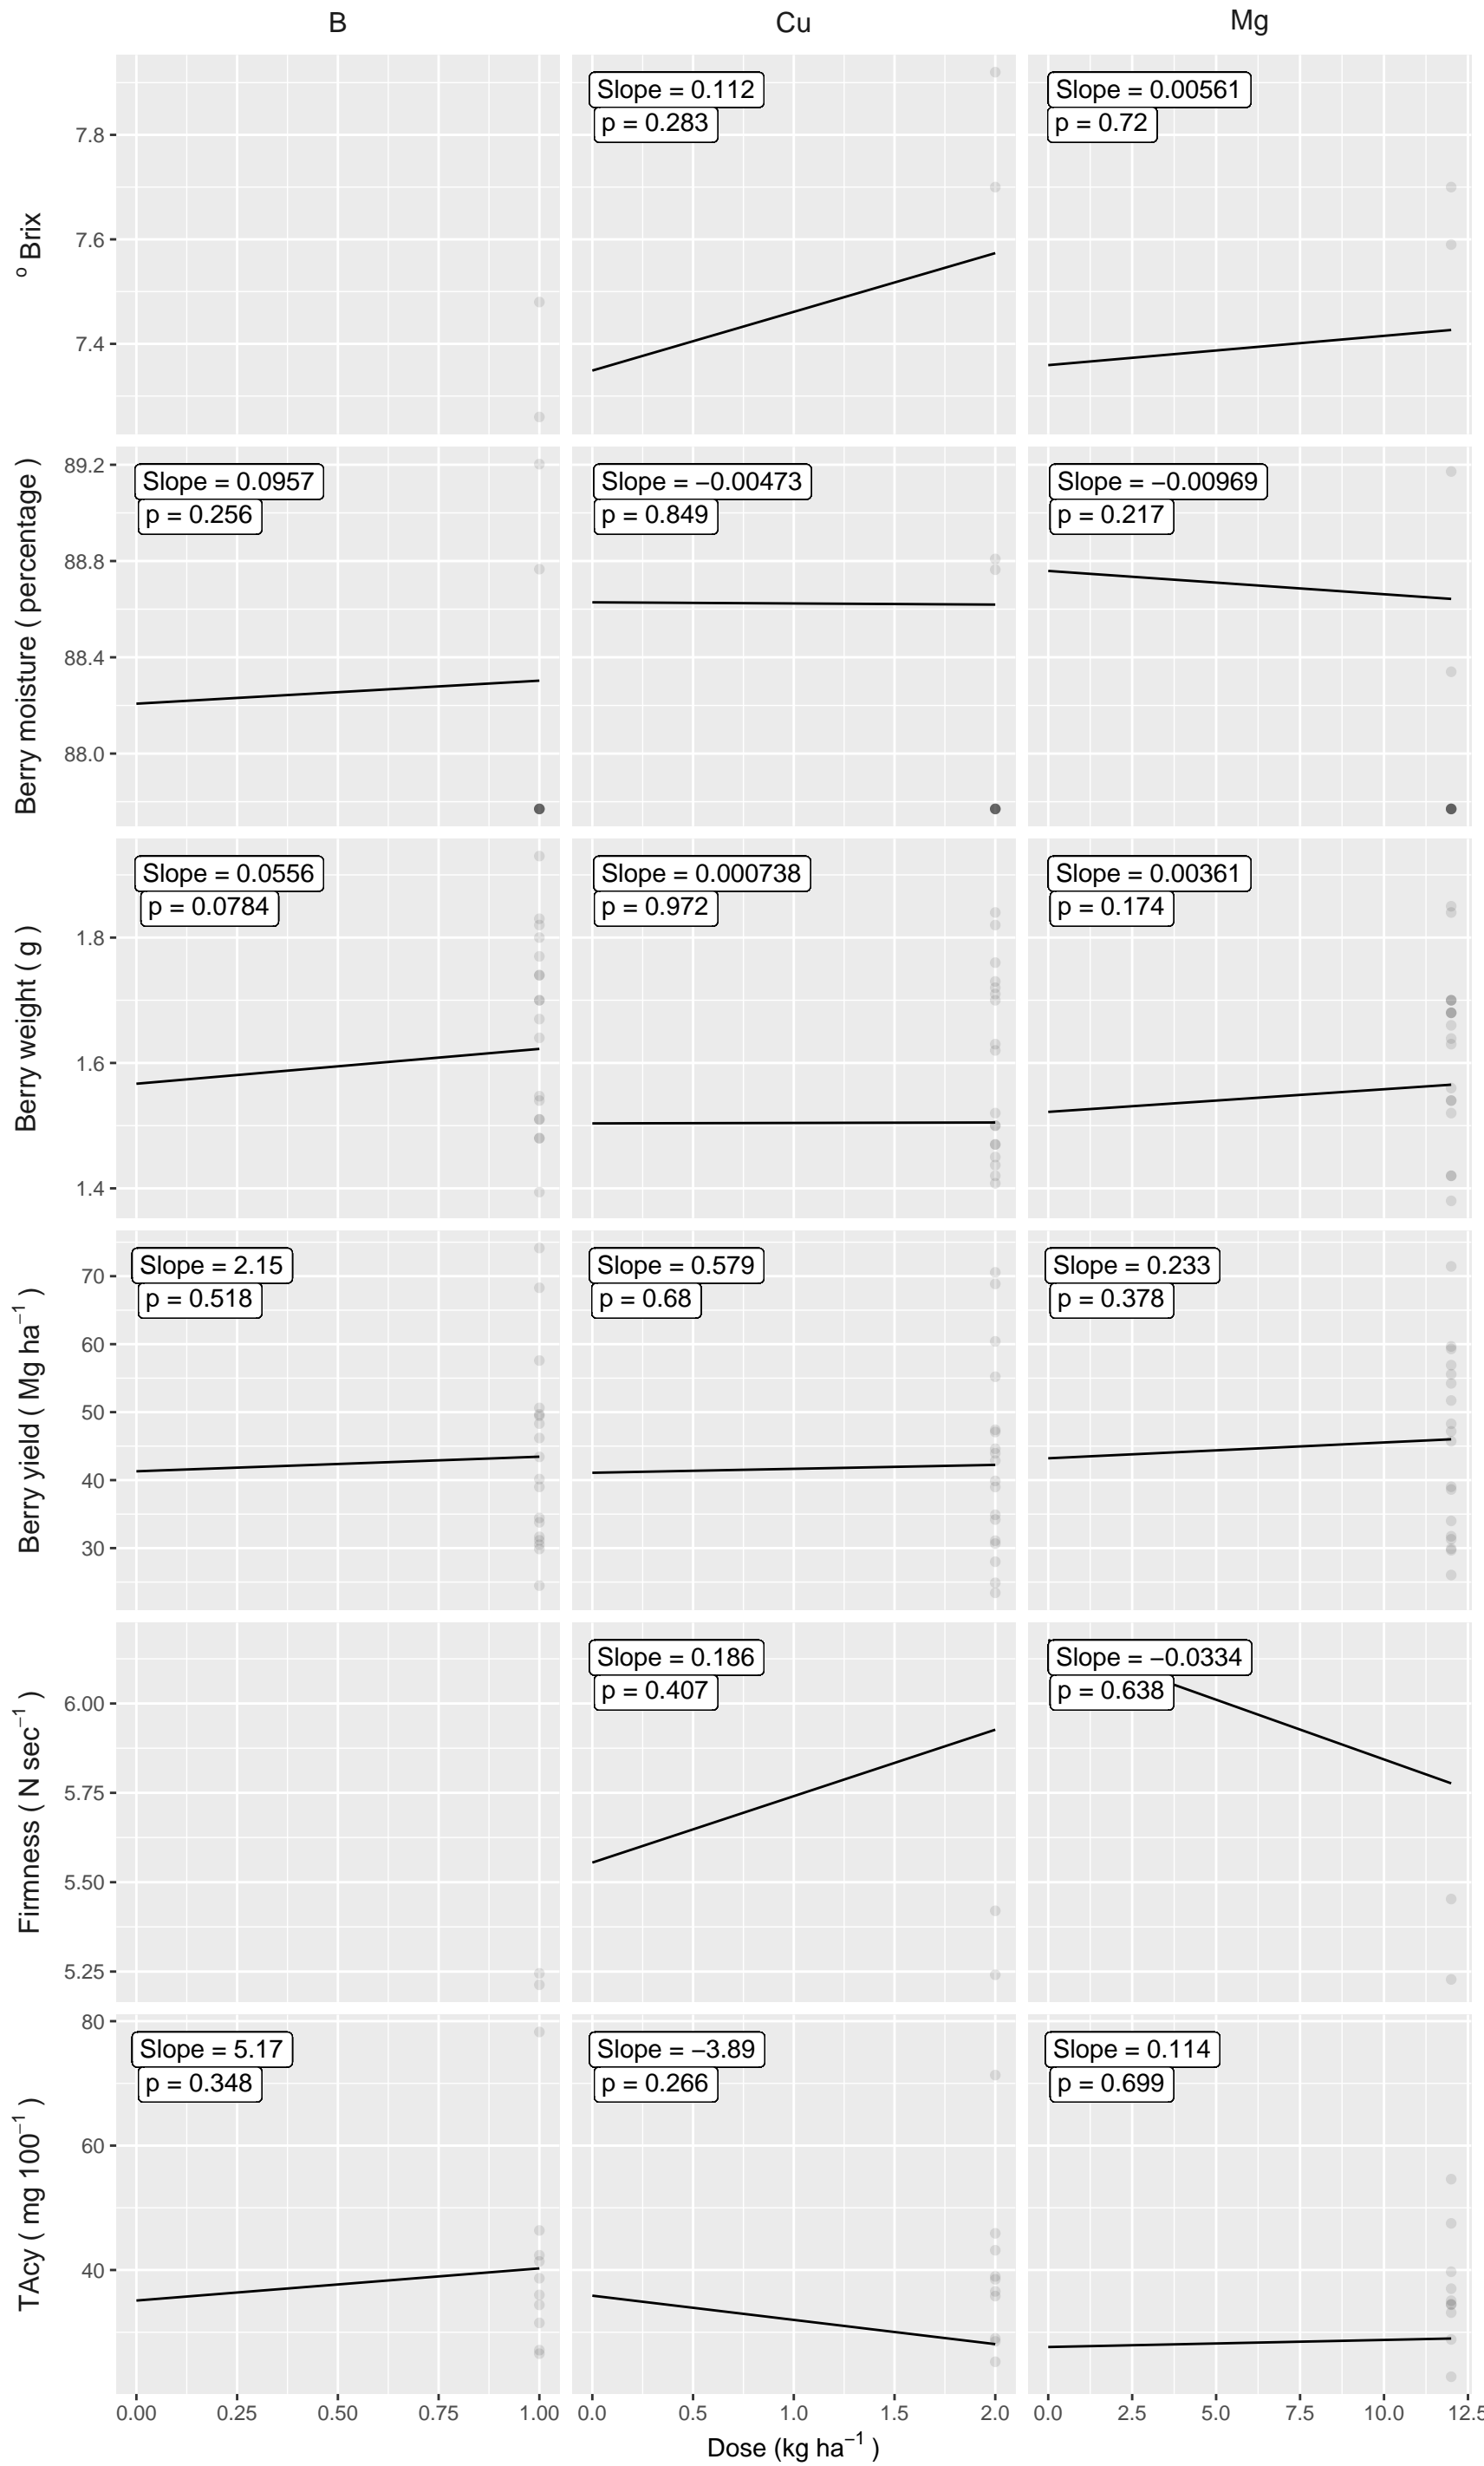 B Cu Mg
° Brix
7.8
7.6
7.4
Slope = 0.112
p = 0.283
Slope = 0.00561
p = 0.72
Berry moisture ( percentage )
89.2
88.8
88.4
88.0
Slope = 0.0957
p = 0.256
Slope = −0.00473
p = 0.849
Slope = −0.00969
p = 0.217
Berry weight ( g )
1.8
1.6
1.4
Slope = 0.0556
p = 0.0784
Slope = 0.000738
p = 0.972
Slope = 0.00361
p = 0.174
Berry yield ( Mg ha⁻¹ )
70
60
50
40
30
Slope = 2.15
p = 0.518
Slope = 0.579
p = 0.68
Slope = 0.233
p = 0.378
Firmness ( N sec⁻¹ )
6.00
5.75
5.50
5.25
Slope = 0.186
p = 0.407
Slope = −0.0334
p = 0.638
TAcy ( mg 100⁻¹ )
80
60
40
Slope = 5.17
p = 0.348
Slope = −3.89
p = 0.266
Slope = 0.114
p = 0.699
0.00 0.25 0.50 0.75 1.00 0.0 0.5 1.0 1.5 2.0 0.0 2.5 5.0 7.5 10.0 12.5
Dose (kg ha⁻¹ )